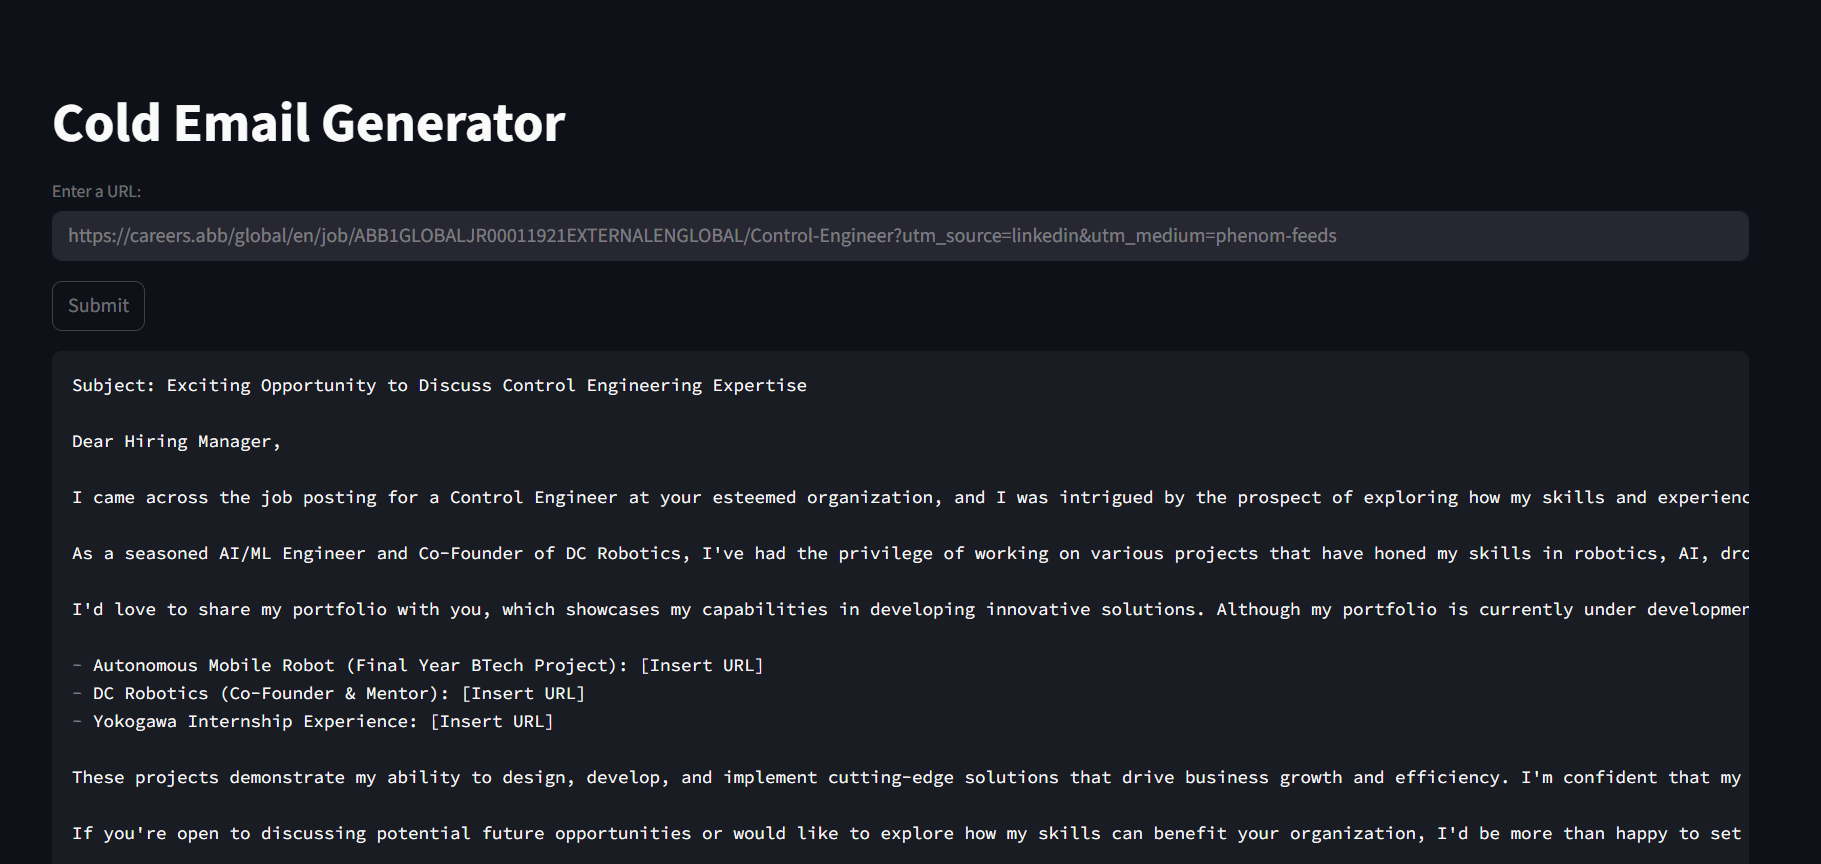 Cold Email Generator
Enter a URL:
https://careers.abb/global/en/job/ABB1GLOBALJR00011921EXTERNALENGLOBAL/Control-Engineer?utm_source=linkedin&utm_medium=phenom-feeds
Submit
Subject: Exciting Opportunity to Discuss Control Engineering Expertise
Dear Hiring Manager,
I came across the job posting for a Control Engineer at your esteemed organization, and I was intrigued by the prospect of exploring how my skills and experienc
As a seasoned AI/ML Engineer and Co-Founder of DC Robotics, I've had the privilege of working on various projects that have honed my skills in robotics, AI, dro
I'd love to share my portfolio with you, which showcases my capabilities in developing innovative solutions. Although my portfolio is currently under developmen
- Autonomous Mobile Robot (Final Year BTech Project): [Insert URL]
- DC Robotics (Co-Founder & Mentor): [Insert URL]
- Yokogawa Internship Experience: [Insert URL]
These projects demonstrate my ability to design, develop, and implement cutting-edge solutions that drive business growth and efficiency. I'm confident that my
If you're open to discussing potential future opportunities or would like to explore how my skills can benefit your organization, I'd be more than happy to set